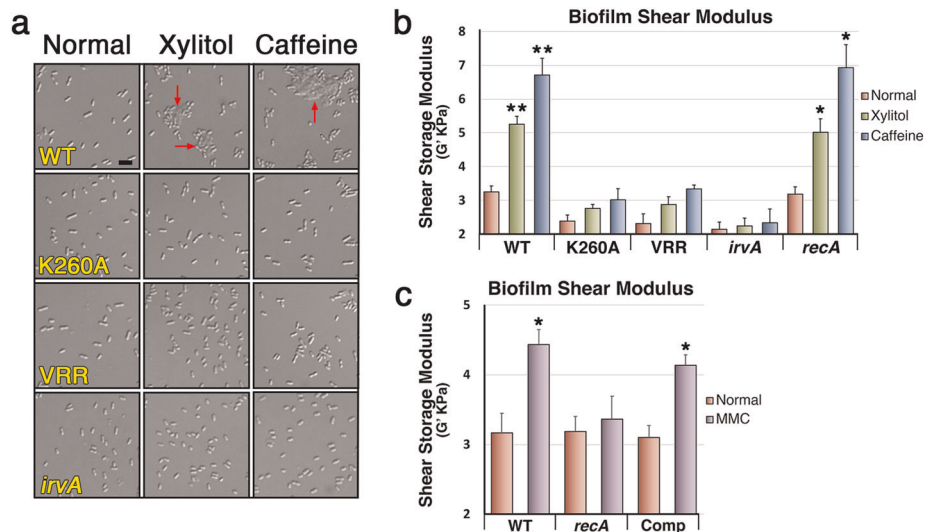 a
Normal Xylitol Caffeine
WT
K260A
VRR
irvA
b
Biofilm Shear Modulus
Shear Storage Modulus
(G' KPa)
8
7
6
5
4
3
2
** ** * *
WT K260A VRR irvA recA
Normal
Xylitol
Caffeine
c
Biofilm Shear Modulus
Shear Storage Modulus
(G' KPa)
5
4
3
2
* *
WT recA Comp
Normal
MMC